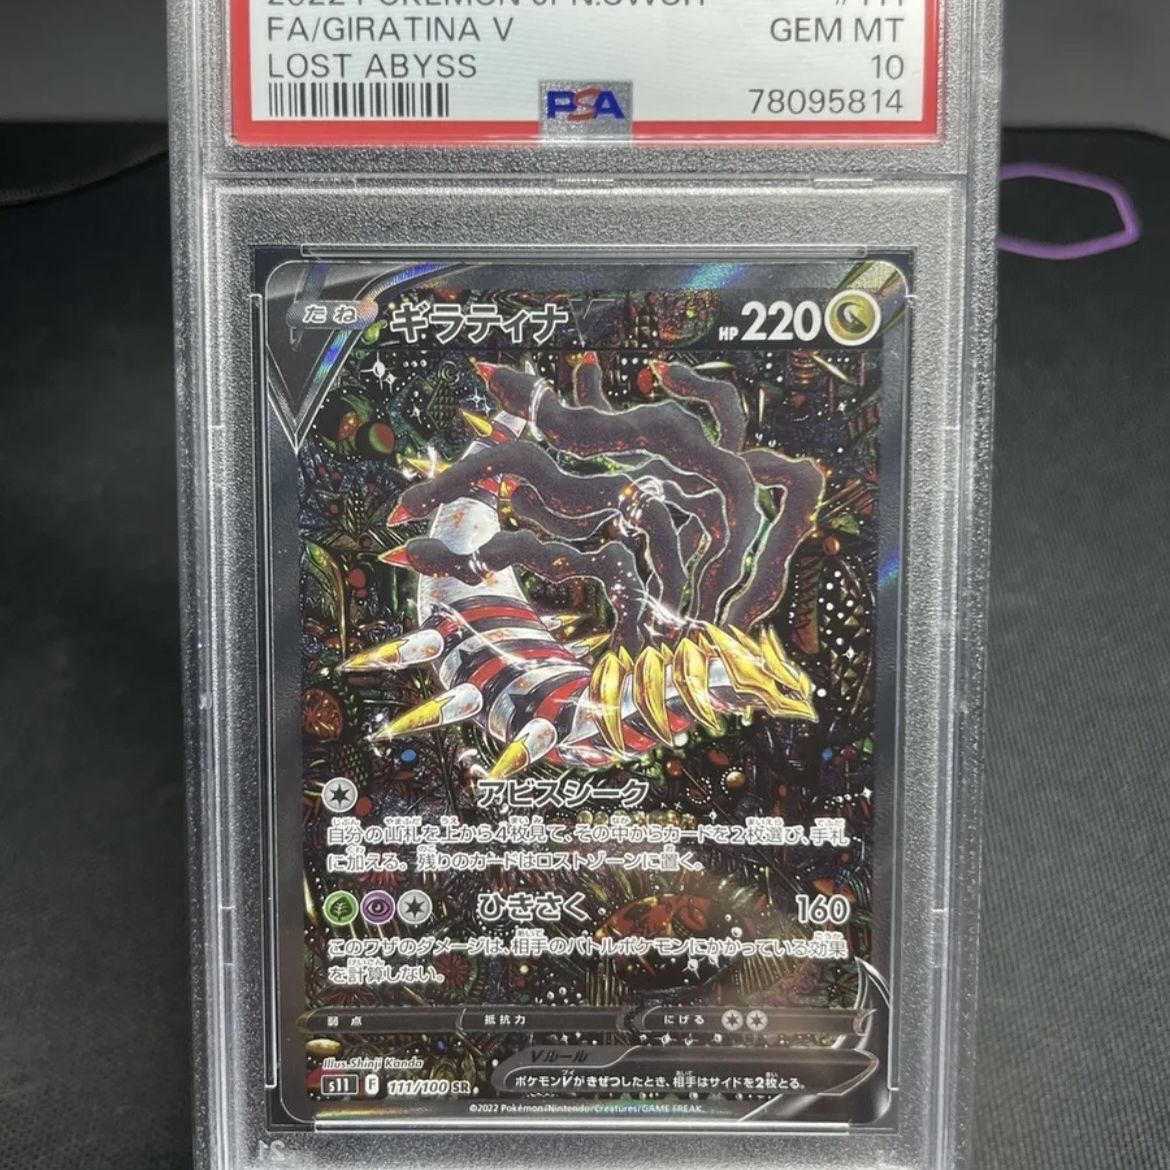 2022 POKEMON JPN.SWSH #111
FA/GIRATINA V GEM MT
LOST ABYSS 10
PSA 78095814
たね ギラティナV HP 220
アビスシーク
自分の山札を上から4枚見て、その中からカードを2枚選び、手札
に加える。残りのカードはロストゾーンに置く。
ひきさく 160
このワザのダメージは、相手のバトルポケモンにかかっている効果
を計算しない。
弱点 抵抗力 にげる
Vルール
ポケモンVがきぜつしたとき、相手はサイドを2枚とる。
Illus. Shinji Kanda
s11 F 111/100 SR
©2022 Pokémon/Nintendo/Creatures/GAME FREAK.